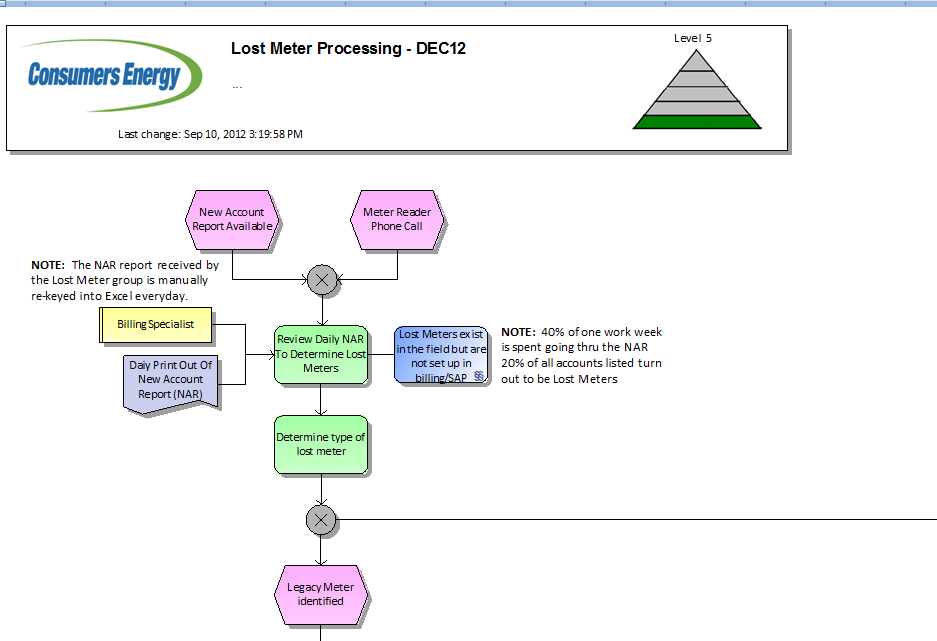 Lost Meter Processing - DEC12
Level 5
Consumers Energy
...
Last change: Sep 10, 2012 3:19:58 PM
New Account
Report Available
Meter Reader
Phone Call
NOTE: The NAR report received by
the Lost Meter group is manually
re-keyed into Excel everyday.
Billing Specialist
Daiy Print Out Of
New Account
Report (NAR)
Review Daily NAR
To Determine Lost
Meters
Lost Meters exist
in the field but are
not set up in
billing/SAP
NOTE: 40% of one work week
is spent going thru the NAR
20% of all accounts listed turn
out to be Lost Meters
Determine type of
lost meter
Legacy Meter
identified